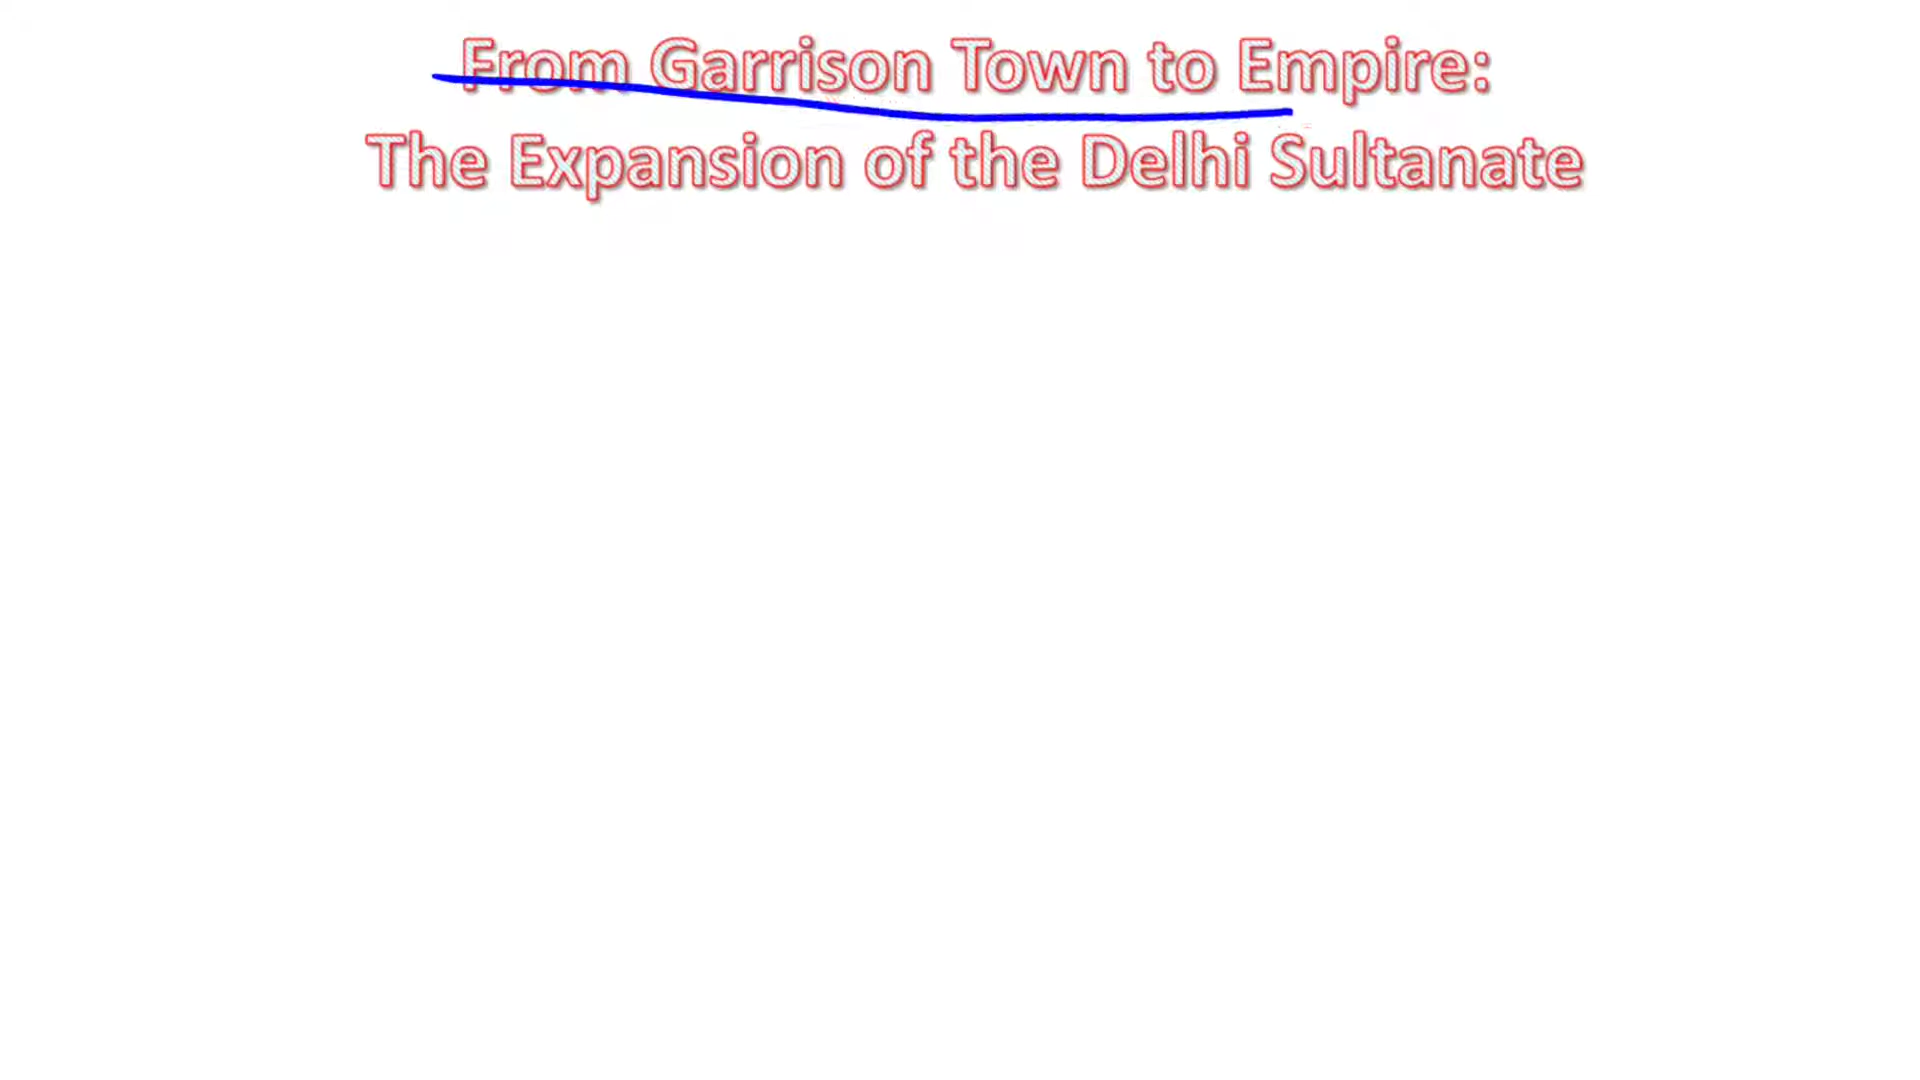 From Garrison Town to Empire:
The Expansion of the Delhi Sultanate